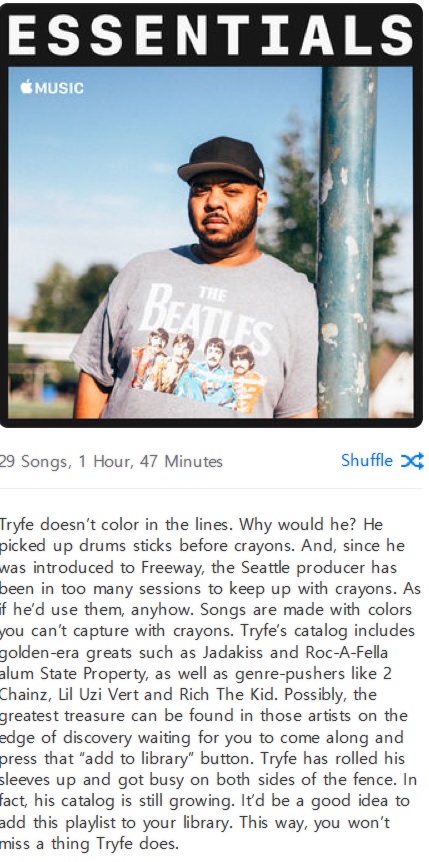 ESSENTIALS
MUSIC
THE
BEATLES
29 Songs, 1 Hour, 47 Minutes
Shuffle
Tryfe doesn’t color in the lines. Why would he? He
picked up drums sticks before crayons. And, since he
was introduced to Freeway, the Seattle producer has
been in too many sessions to keep up with crayons. As
if he’d use them, anyhow. Songs are made with colors
you can’t capture with crayons. Tryfe’s catalog includes
golden-era greats such as Jadakiss and Roc-A-Fella
alum State Property, as well as genre-pushers like 2
Chainz, Lil Uzi Vert and Rich The Kid. Possibly, the
greatest treasure can be found in those artists on the
edge of discovery waiting for you to come along and
press that “add to library” button. Tryfe has rolled his
sleeves up and got busy on both sides of the fence. In
fact, his catalog is still growing. It’d be a good idea to
add this playlist to your library. This way, you won’t
miss a thing Tryfe does.